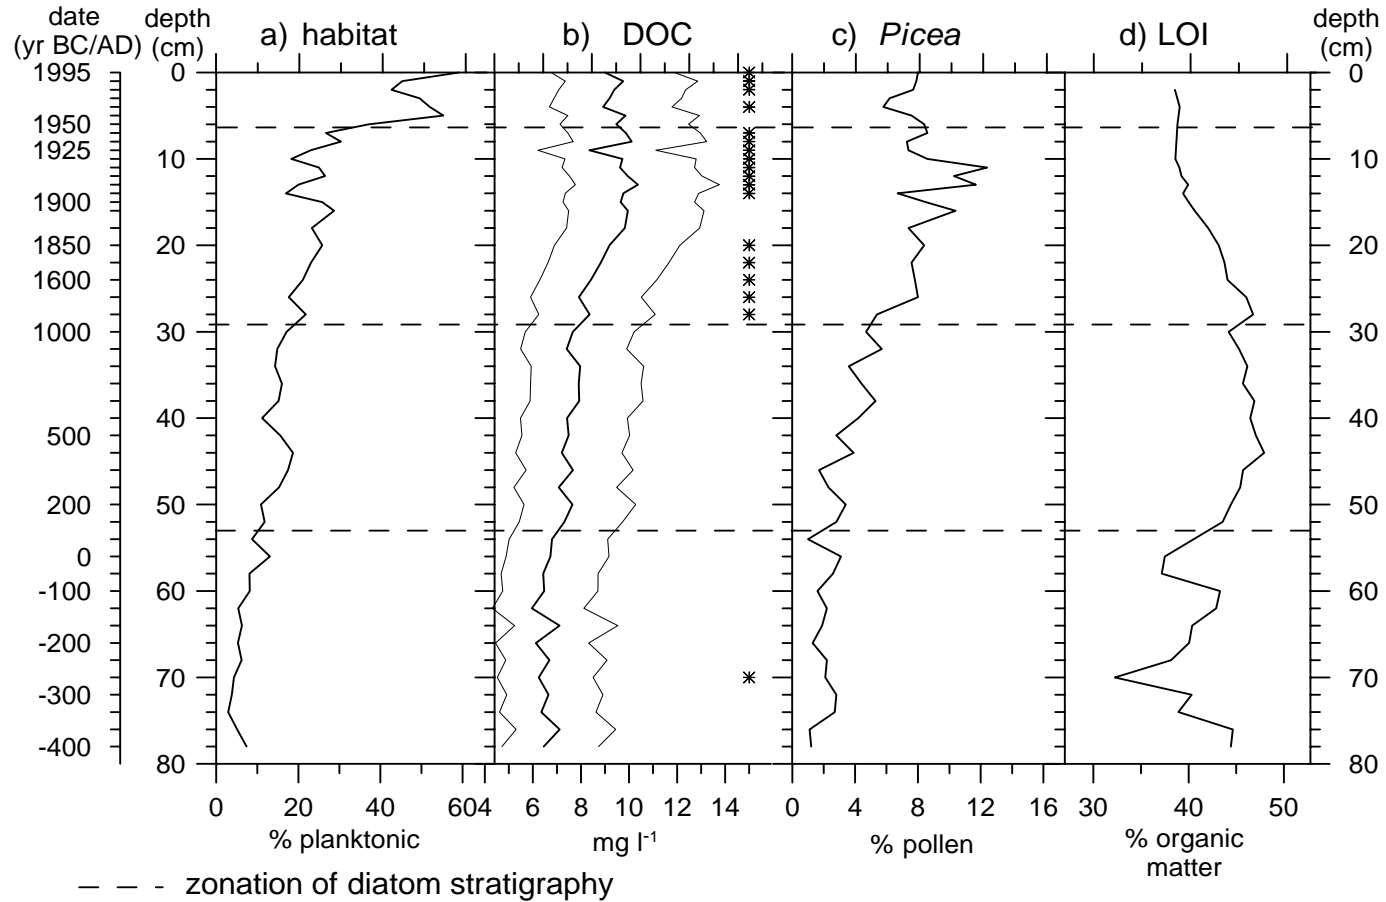 date
(yr BC/AD)
depth
(cm)
a) habitat
b) DOC
c) Picea
d) LOI
depth
(cm)
1995
1950
1925
1900
1850
1600
1000
500
200
0
-100
-200
-300
-400
0
10
20
30
40
50
60
70
80
0
10
20
30
40
50
60
70
80
0 20 40 60
4 6 8 10 12 14
0 4 8 12 16
30 40 50
% planktonic
mg l-1
% pollen
% organic
matter
zonation of diatom stratigraphy